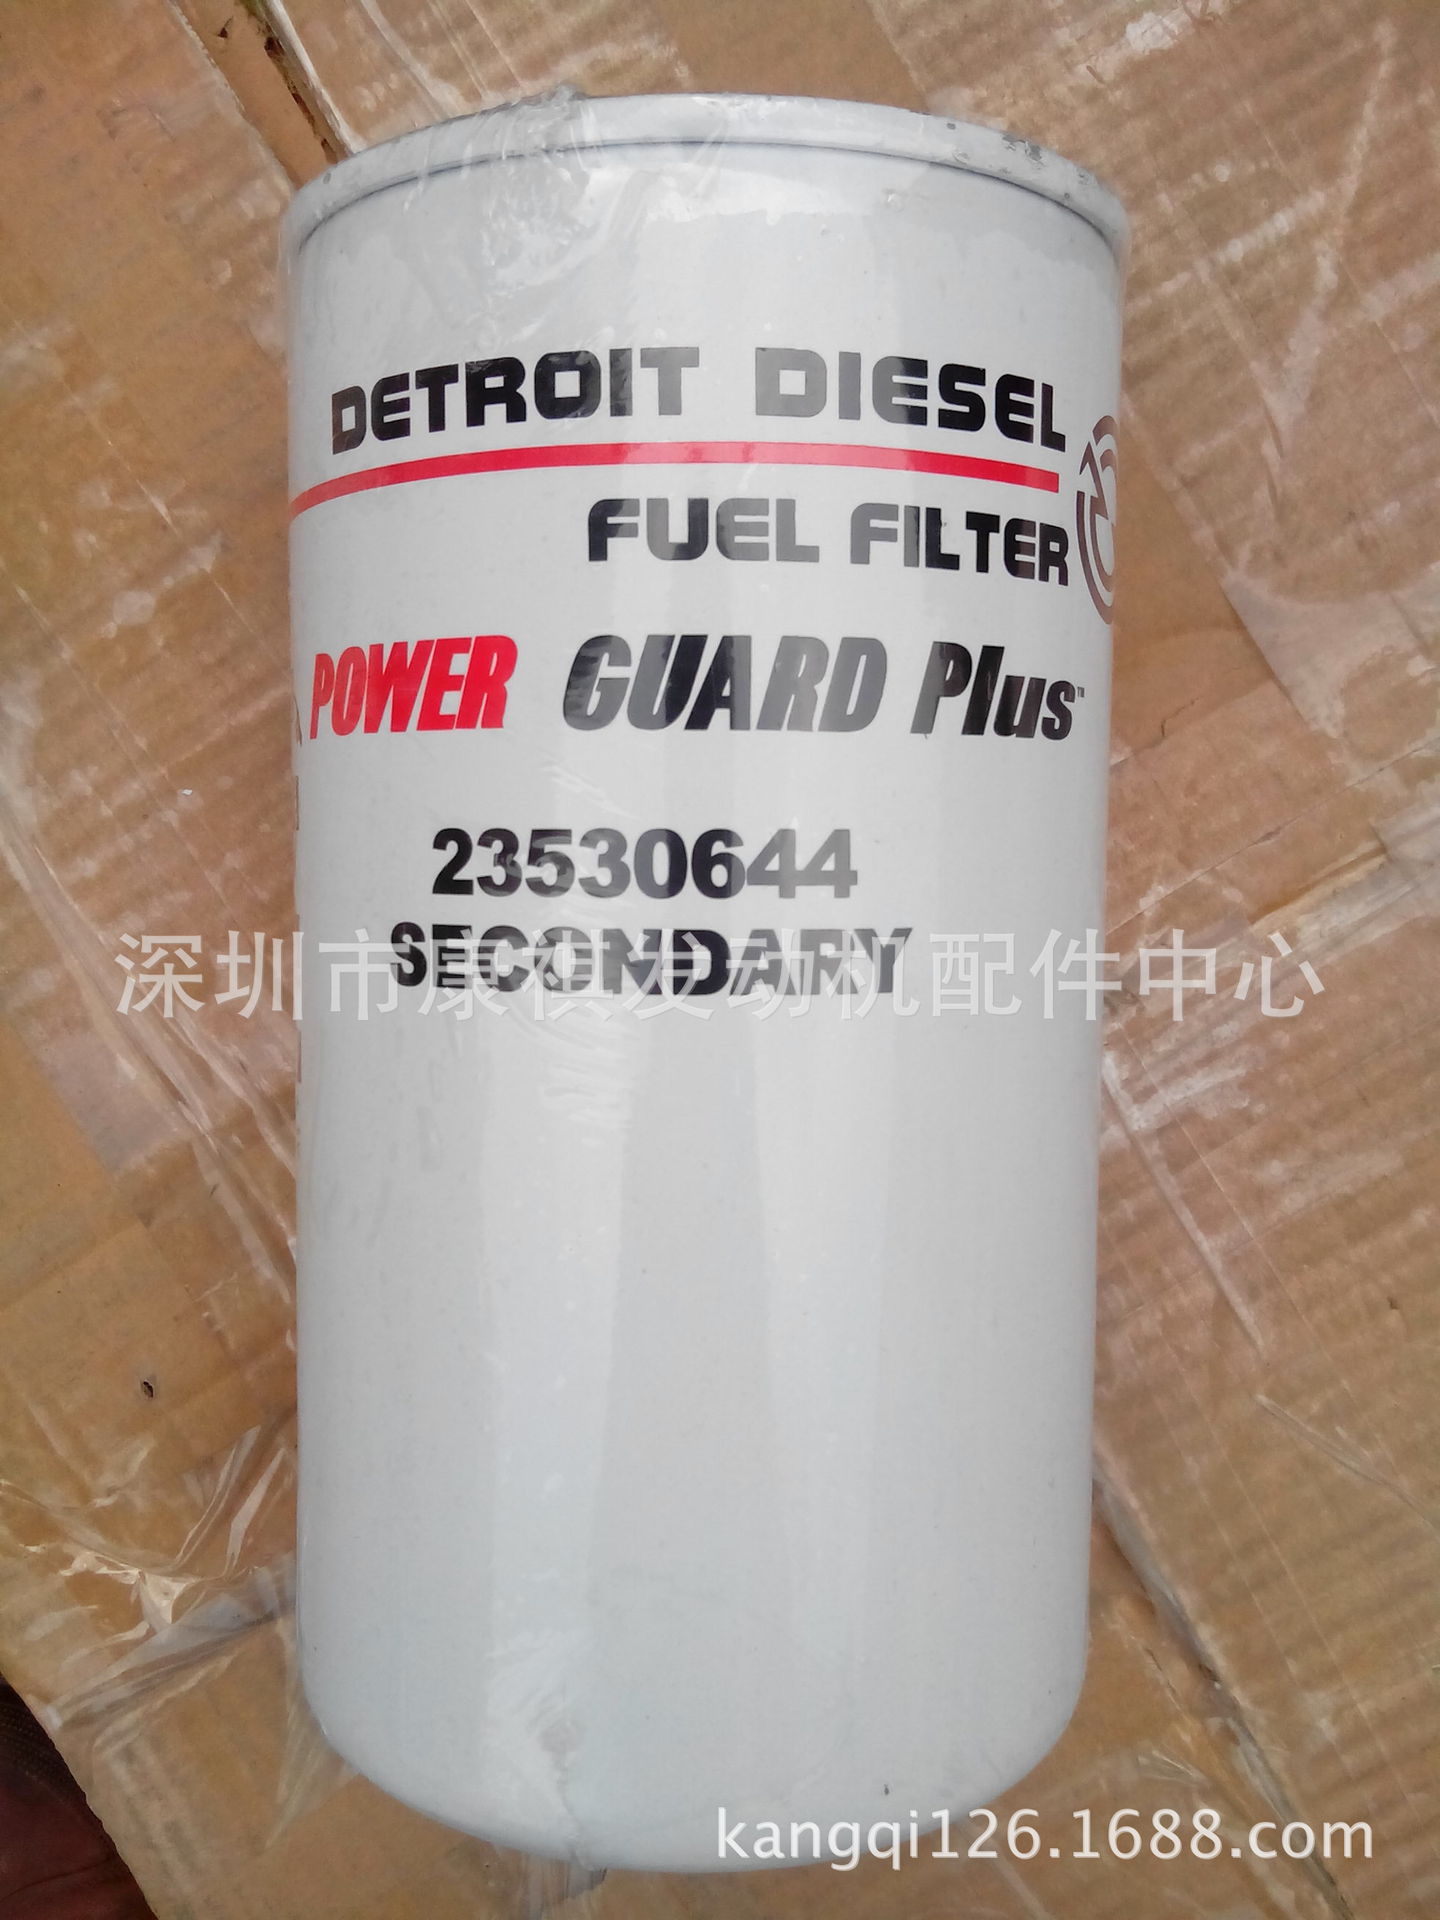 DETROIT DIESEL
FUEL FILTER
POWER GUARD Plus™
23530644
SECONDARY
深圳市康祺发动机配件中心
kangqi126.1688.com